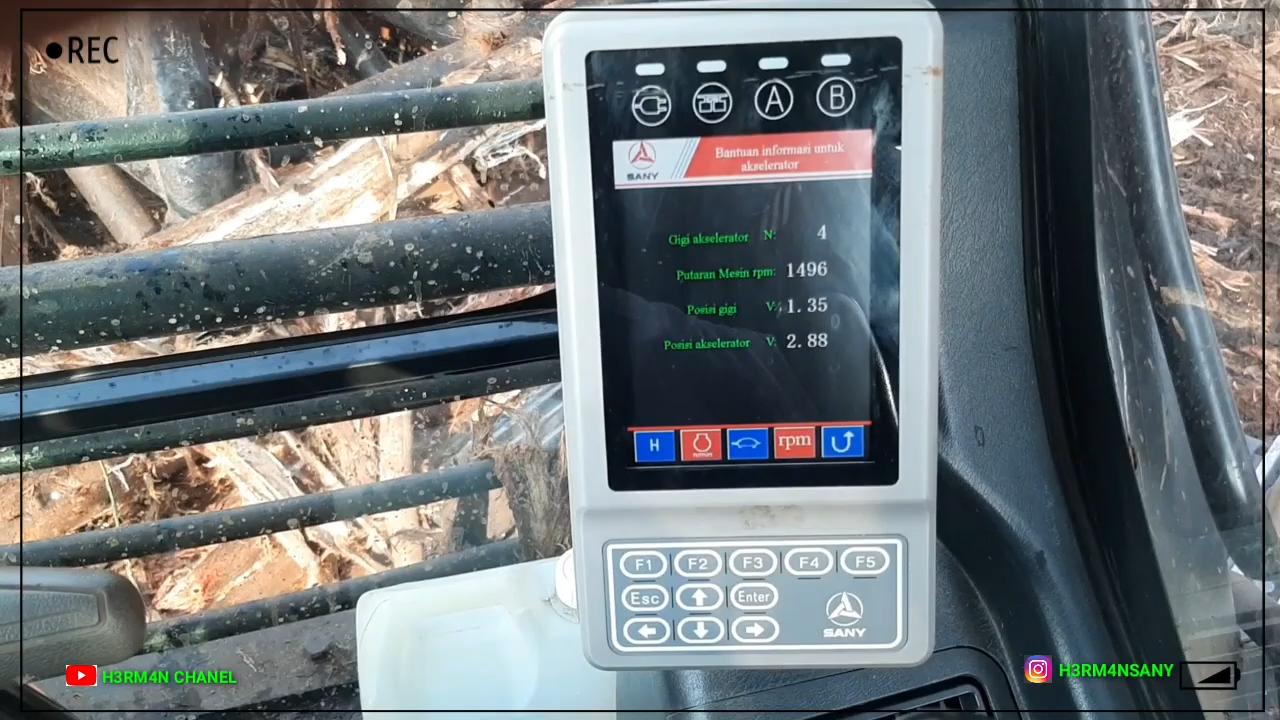 REC
A B
SANY
Bantuan informasi untuk
akselerator
Gigi akselerator N: 4
Putaran Mesin rpm: 1496
Posisi gigi V: 1.35
Posisi akselerator V: 2.88
H rpm
F1 F2 F3 F4 F5
Esc Enter
SANY
H3RM4N CHANEL
H3RM4NSANY